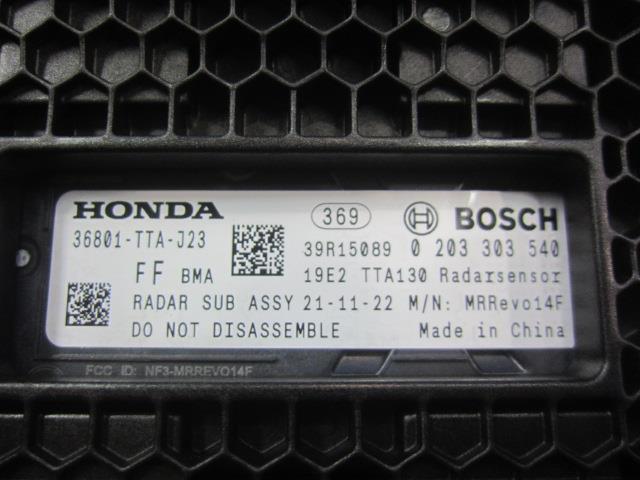 HONDA 369 BOSCH
36801-TTA-J23 39R15089 0 203 303 540
FF BMA 19E2 TTA130 Radarsensor
RADAR SUB ASSY 21-11-22 M/N: MRRevo14F
DO NOT DISASSEMBLE Made in China
FCC ID: NF3-MRREVO14F